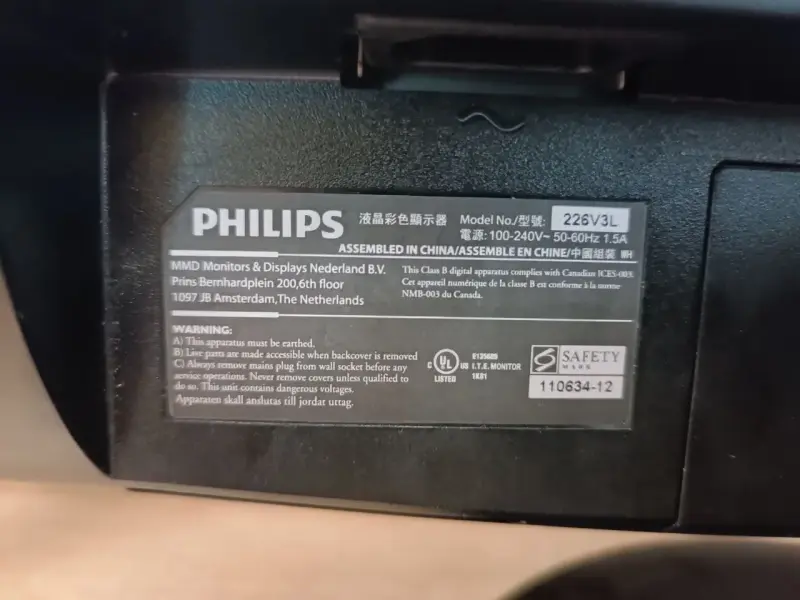 PHILIPS 液晶彩色顯示器 Model No./型號: 226V3L
電源: 100-240V~ 50-60Hz 1.5A
ASSEMBLED IN CHINA/ASSEMBLE EN CHINE/中國組裝 WH
MMD Monitors & Displays Nederland B.V.
Prins Bernhardplein 200,6th floor
1097 JB Amsterdam,The Netherlands
This Class B digital apparatus complies with Canadian ICES-003.
Cet appareil numérique de la classe B est conforme à la norme
NMB-003 du Canada.
WARNING:
A) This apparatus must be earthed.
B) Live parts are made accessible when backcover is removed
C) Always remove mains plug from wall socket before any
service operations. Never remove covers unless qualified to
do so. This unit contains dangerous voltages.
Apparaten skall anslutas till jordat uttag.
C UL US
LISTED
E135689
I.T.E. MONITOR
1K81
SAFETY
MARK
110634-12